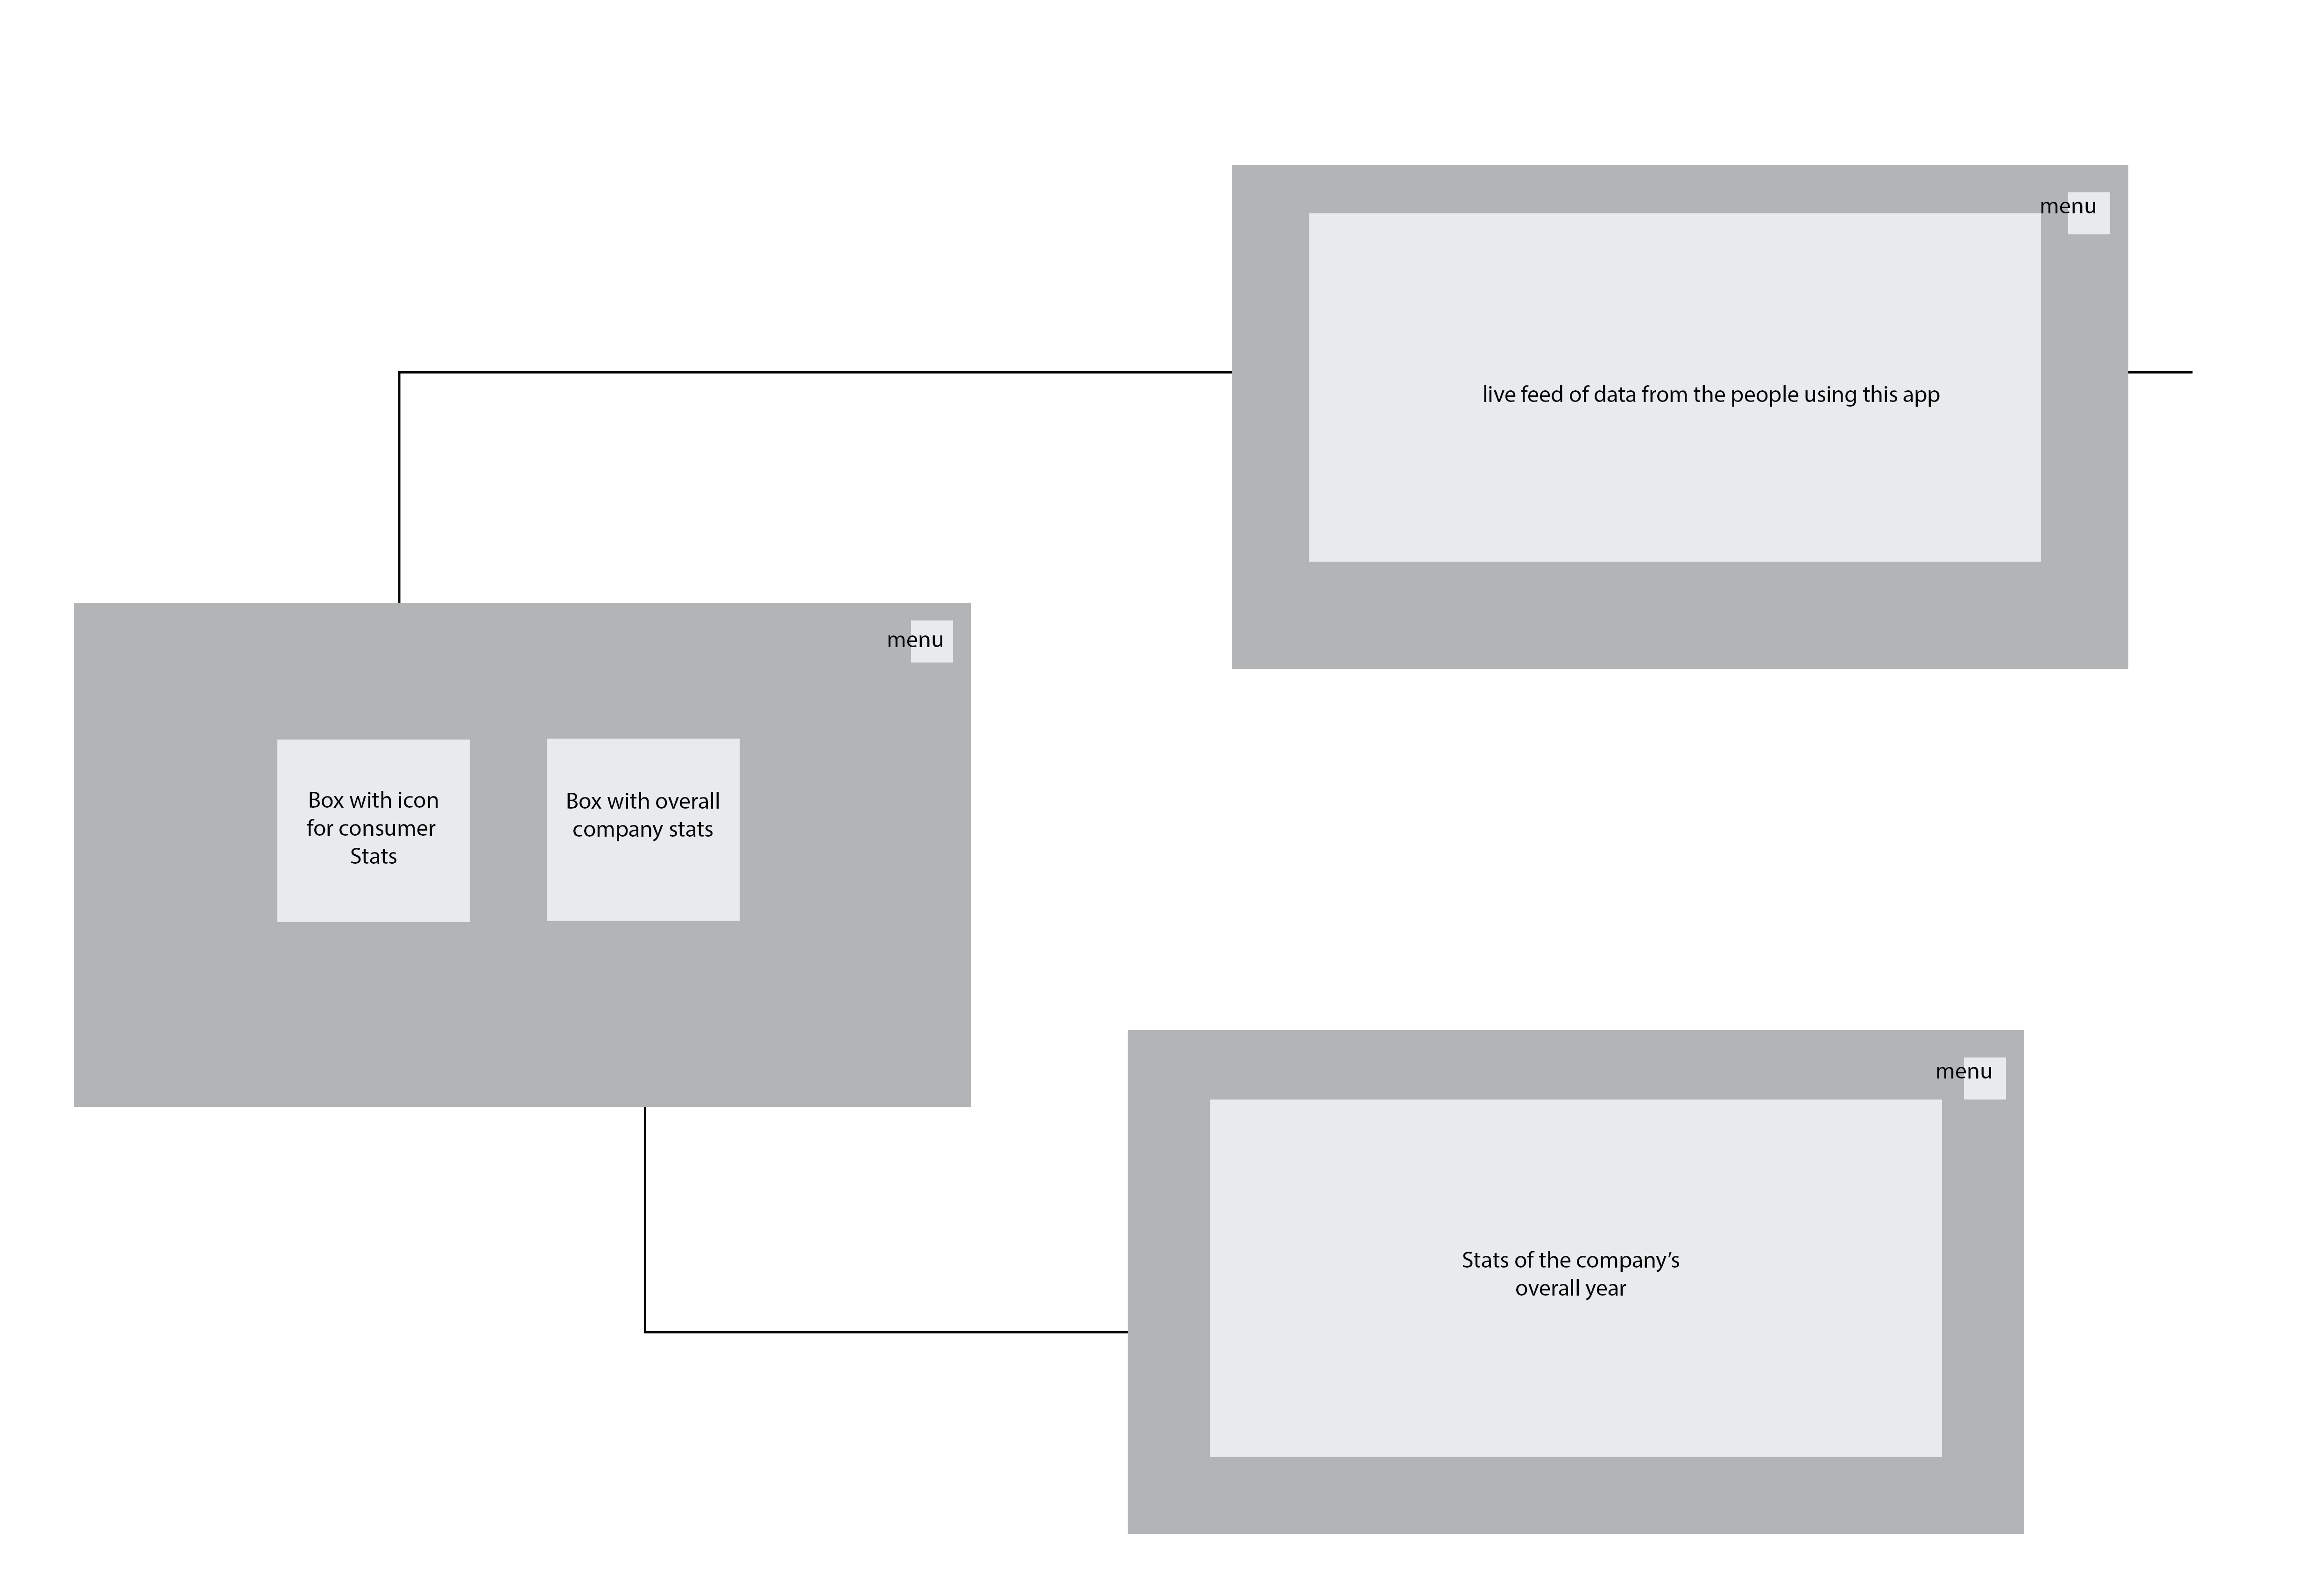 menu
live feed of data from the people using this app
menu
Box with icon
for consumer
Stats
Box with overall
company stats
menu
Stats of the company’s
overall year